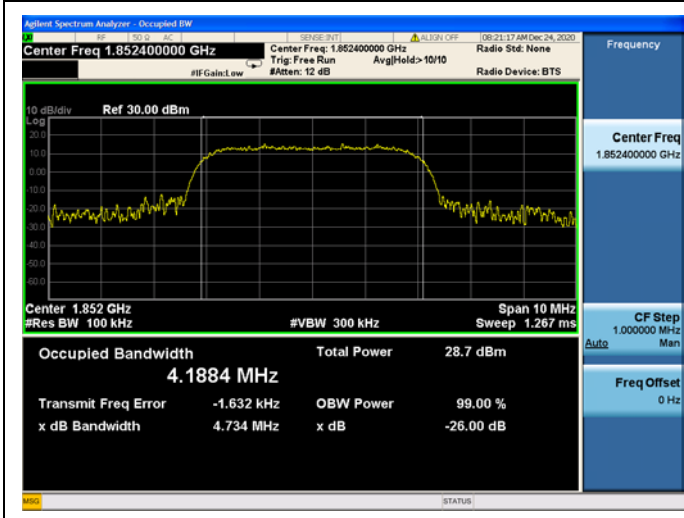 Agilent Spectrum Analyzer - Occupied BW
RF 50 Ω AC SENSE:INT ALIGN OFF 08:21:17 AM Dec 24, 2020
Center Freq 1.852400000 GHz
Center Freq: 1.852400000 GHz Radio Std: None
Trig: Free Run Avg|Hold:> 10/10
#IFGain:Low #Atten: 12 dB Radio Device: BTS
Frequency
10 dB/div Ref 30.00 dBm
Log
20.0
10.0
0.00
-10.0
-20.0
-30.0
-40.0
-50.0
-60.0
Center 1.852 GHz Span 10 MHz
#Res BW 100 kHz #VBW 300 kHz Sweep 1.267 ms
Occupied Bandwidth Total Power 28.7 dBm
4.1884 MHz
Transmit Freq Error -1.632 kHz OBW Power 99.00 %
x dB Bandwidth 4.734 MHz x dB -26.00 dB
Center Freq
1.852400000 GHz
CF Step
1.000000 MHz
Auto Man
Freq Offset
0 Hz
MSG STATUS